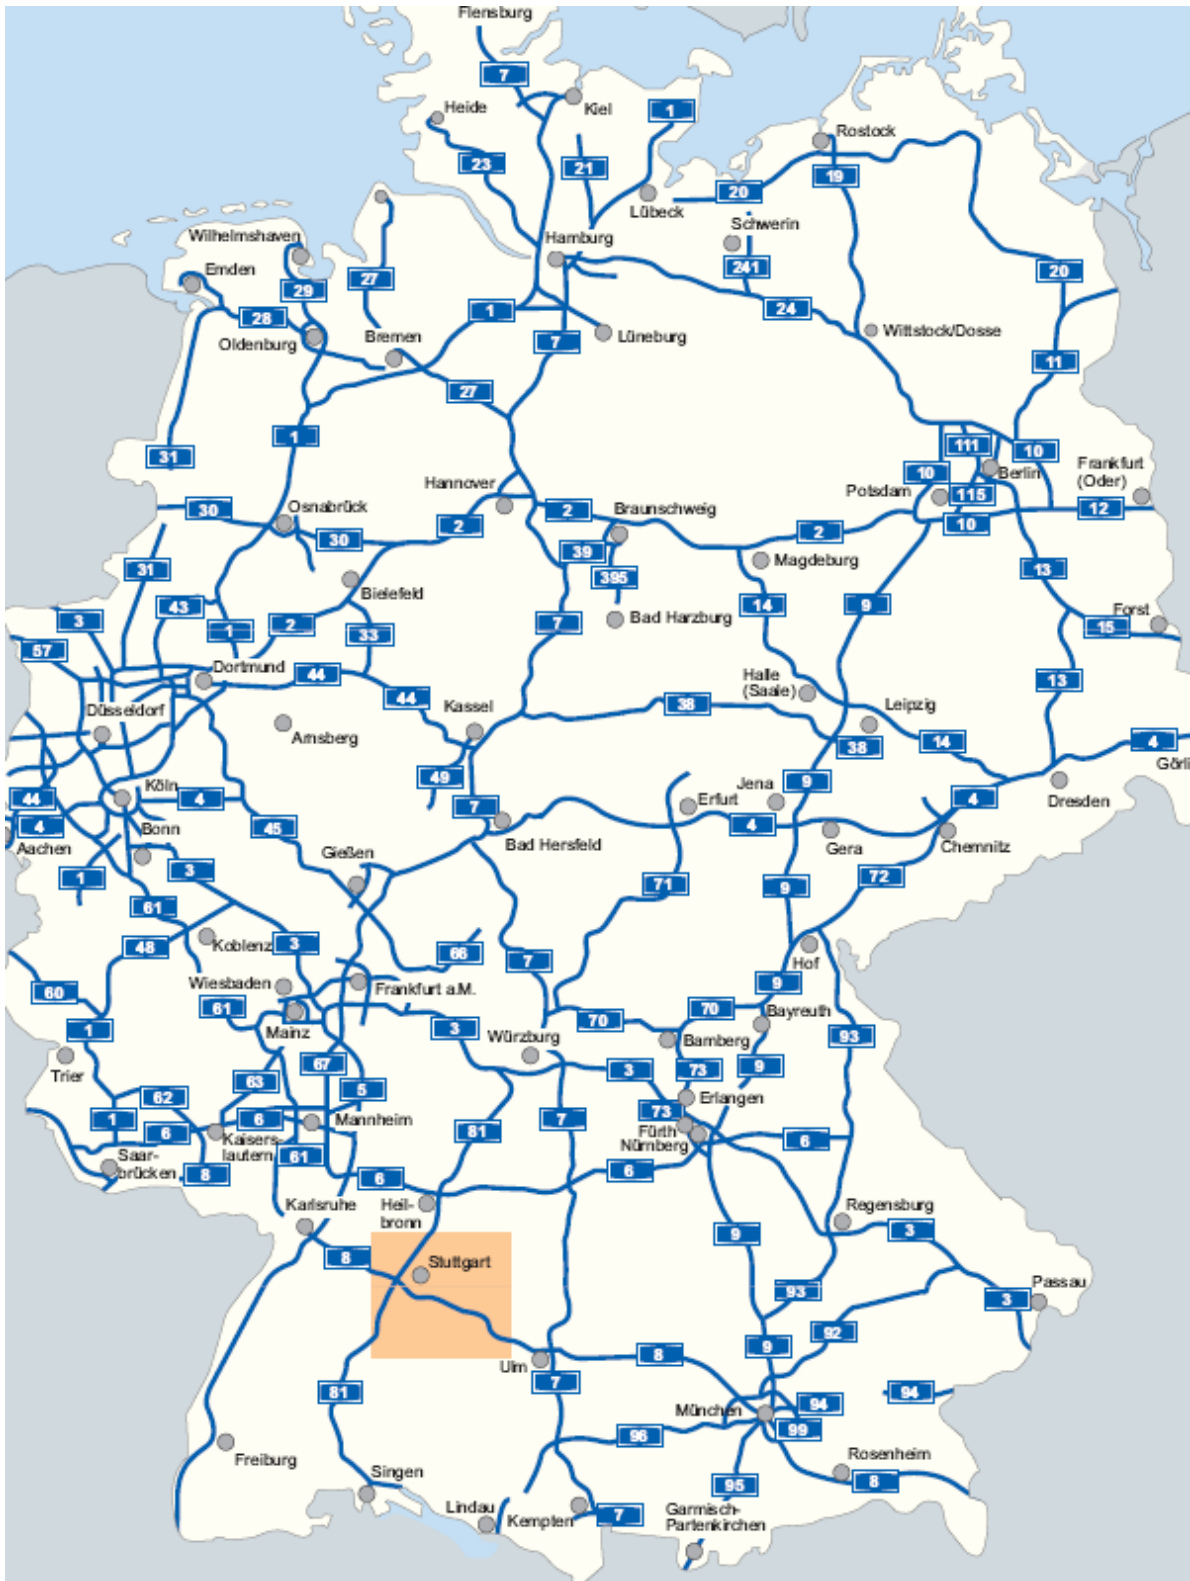 Flensburg
7
Kiel
Heide
1
Rostock
23
21
19
20
Lübeck
Schwerin
Wilhelmshaven
Hamburg
Emden
27
241
20
29
28
1
24
Oldenburg
Bremen
7
Lüneburg
Wittstock/Dosse
11
27
1
31
111
10
Berlin
Frankfurt
(Oder)
Hannover
10
Potsdam
115
30
Osnabrück
2
2
Braunschweig
2
10
12
30
39
Magdeburg
31
Bielefeld
395
13
43
14
9
3
1
2
33
7
Bad Harzburg
Forst
15
57
Dortmund
44
44
Halle
(Saale)
13
Düsseldorf
Arnsberg
Kassel
38
Leipzig
38
14
4
Görli
49
9
Jena
Köln
44
4
7
Erfurt
4
Dresden
4
45
Bad Hersfeld
4
Gera
Chemnitz
Aachen
Bonn
Gießen
1
3
71
9
72
61
48
Koblenz
3
66
7
Hof
60
Wiesbaden
Frankfurt a.M.
9
61
70
70
1
Mainz
3
Würzburg
Bamberg
Bayreuth
93
Trier
67
3
73
9
63
5
62
Erlangen
73
1
6
6
Mannheim
81
7
Fürth
Nürnberg
6
Kaisers-
lautern
61
Saar-
brücken
8
6
6
Karlsruhe
Heil-
bronn
Regensburg
3
8
9
Stuttgart
93
Passau
3
92
Ulm
8
9
7
81
94
94
München
99
96
Freiburg
Rosenheim
8
Singen
95
Lindau
Kempten
7
Garmisch-
Partenkirchen